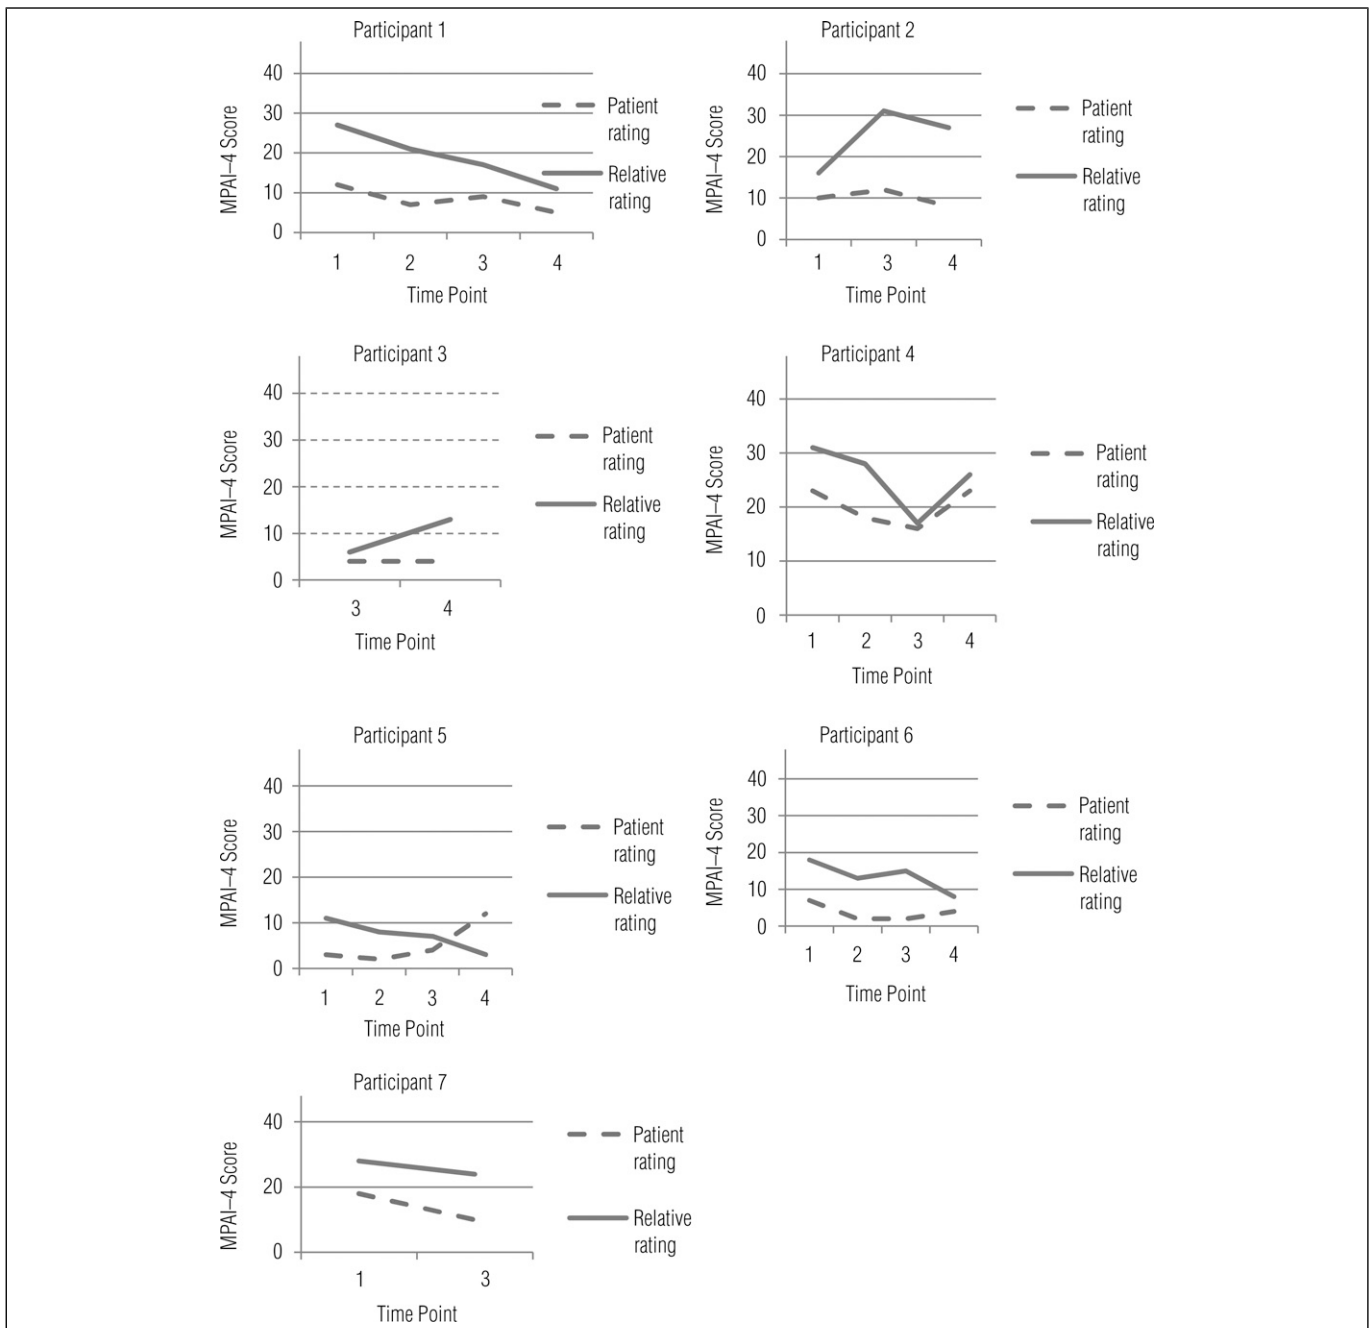 Participant 1
MPAI–4 Score
40
30
20
10
0
1 2 3 4
Time Point
Patient
rating
Relative
rating
Participant 2
MPAI–4 Score
40
30
20
10
0
1 3 4
Time Point
Patient
rating
Relative
rating
Participant 3
MPAI–4 Score
40
30
20
10
0
3 4
Time Point
Patient
rating
Relative
rating
Participant 4
MPAI–4 Score
40
30
20
10
0
1 2 3 4
Time Point
Patient
rating
Relative
rating
Participant 5
MPAI–4 Score
40
30
20
10
0
1 2 3 4
Time Point
Patient
rating
Relative
rating
Participant 6
MPAI–4 Score
40
30
20
10
0
1 2 3 4
Time Point
Patient
rating
Relative
rating
Participant 7
MPAI–4 Score
40
20
0
1 3
Time Point
Patient
rating
Relative
rating